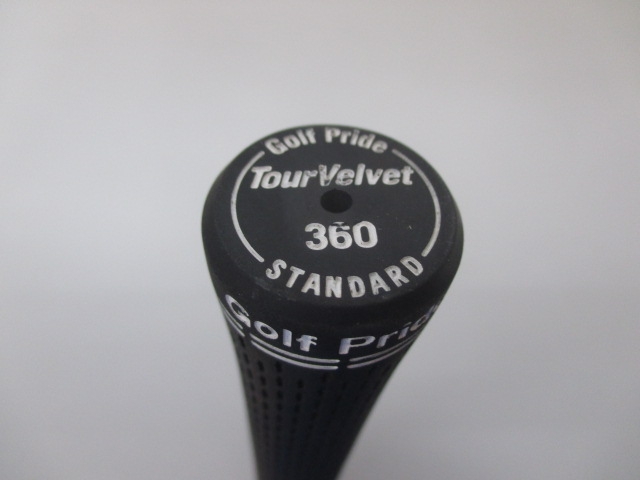 Golf Pride
TourVelvet
360
STANDARD
Golf Pride